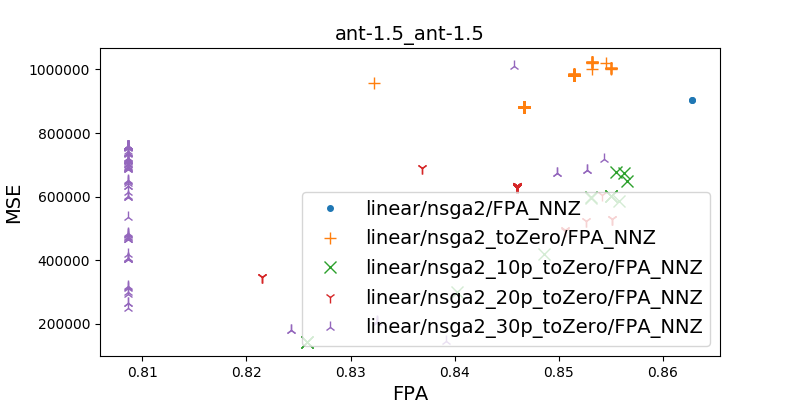 ant-1.5_ant-1.5
MSE
1000000
800000
600000
400000
200000
linear/nsga2/FPA_NNZ
linear/nsga2_toZero/FPA_NNZ
linear/nsga2_10p_toZero/FPA_NNZ
linear/nsga2_20p_toZero/FPA_NNZ
linear/nsga2_30p_toZero/FPA_NNZ
0.81 0.82 0.83 0.84 0.85 0.86
FPA